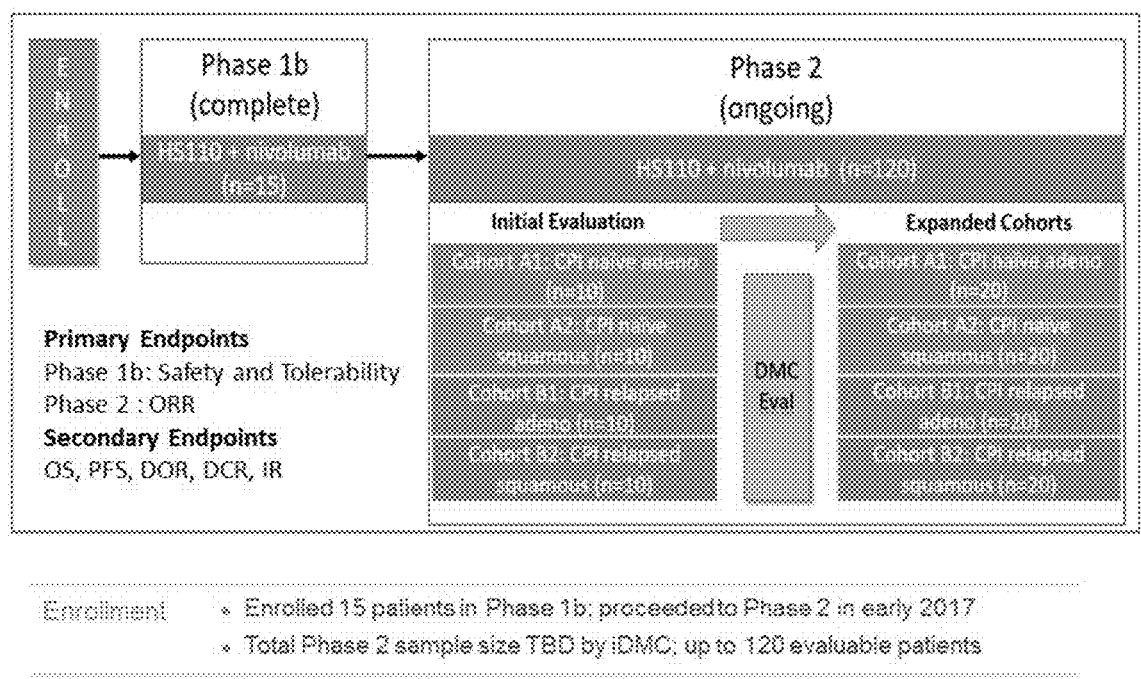 ENROLL
Phase 1b
(complete)
HS110 + nivolumab
(n=15)
Phase 2
(ongoing)
HS110 + nivolumab (n=120)
Initial Evaluation
Cohort A1: CPI naive adeno
(n=10)
Cohort A2: CPI naive
squamous (n=10)
Cohort B1: CPI relapsed
adeno (n=10)
Cohort B2: CPI relapsed
squamous (n=10)
DMC
Eval
Expanded Cohorts
Cohort A1: CPI naive adeno
(n=20)
Cohort A2: CPI naive
squamous (n=20)
Cohort B1: CPI relapsed
adeno (n=20)
Cohort B2: CPI relapsed
squamous (n=20)
Primary Endpoints
Phase 1b: Safety and Tolerability
Phase 2 : ORR
Secondary Endpoints
OS, PFS, DOR, DCR, IR
Enrollment
• Enrolled 15 patients in Phase 1b; proceeded to Phase 2 in early 2017
• Total Phase 2 sample size TBD by iDMC; up to 120 evaluable patients